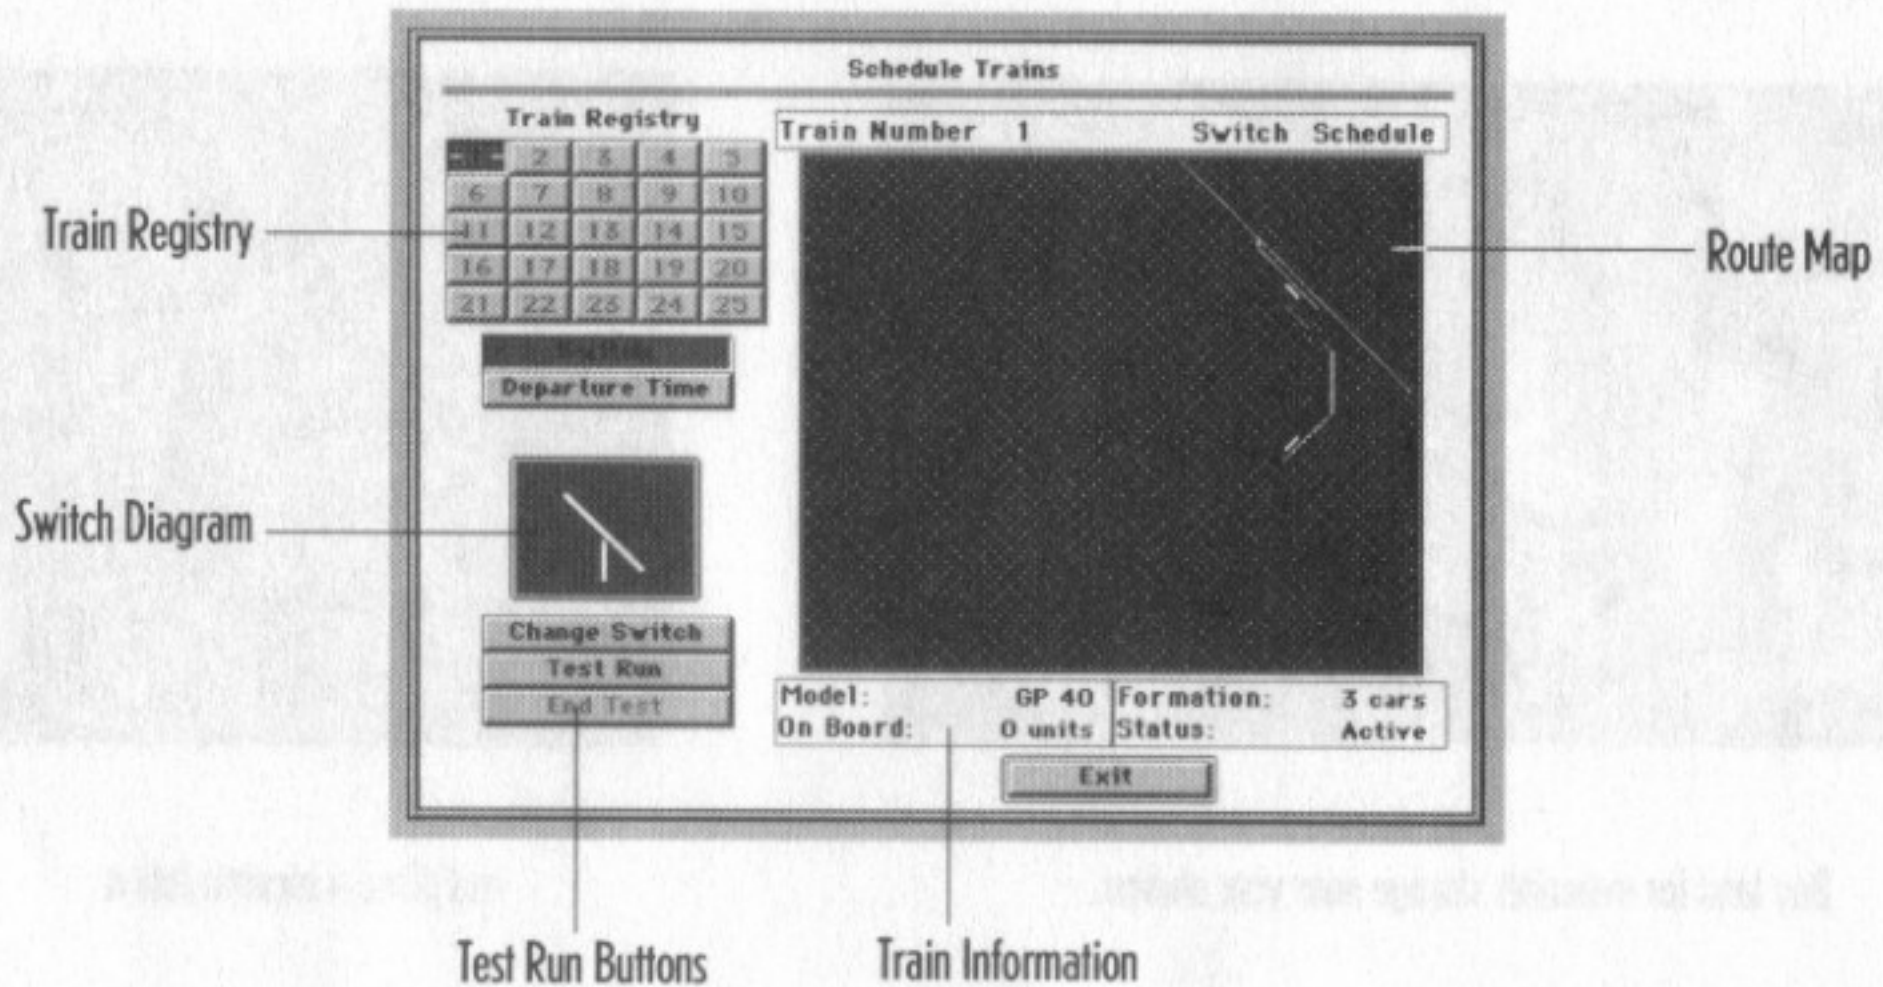 Schedule Trains
Train Registry
1 2 3 4 5
6 7 8 9 10
11 12 13 14 15
16 17 18 19 20
21 22 23 24 25
Switch
Departure Time
Change Switch
Test Run
End Test
Train Number 1 Switch Schedule
Model: GP 40 Formation: 3 cars
On Board: 0 units Status: Active
Exit
Train Registry
Switch Diagram
Route Map
Test Run Buttons
Train Information